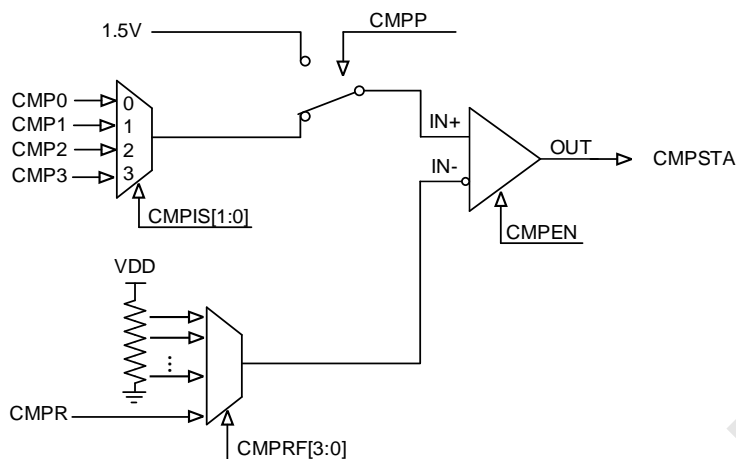 1.5V
CMPP
CMP0
CMP1
CMP2
CMP3
0
1
2
3
CMPIS[1:0]
IN+
IN-
OUT
CMPSTA
CMPEN
VDD
CMPR
CMPRF[3:0]